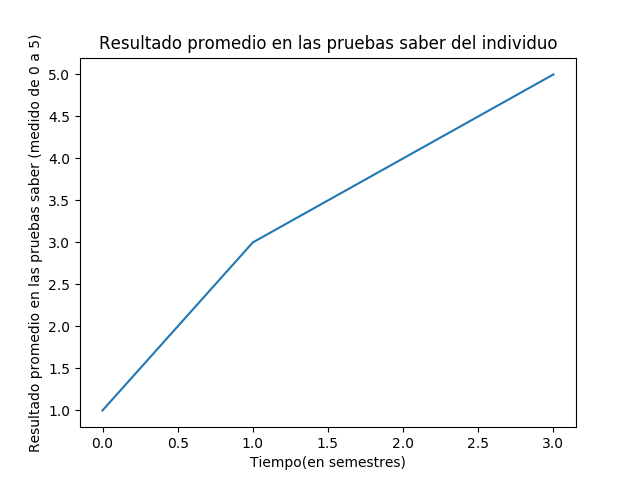 Resultado promedio en las pruebas saber del individuo
Resultado promedio en las pruebas saber (medido de 0 a 5)
5.0
4.5
4.0
3.5
3.0
2.5
2.0
1.5
1.0
0.0 0.5 1.0 1.5 2.0 2.5 3.0
Tiempo(en semestres)